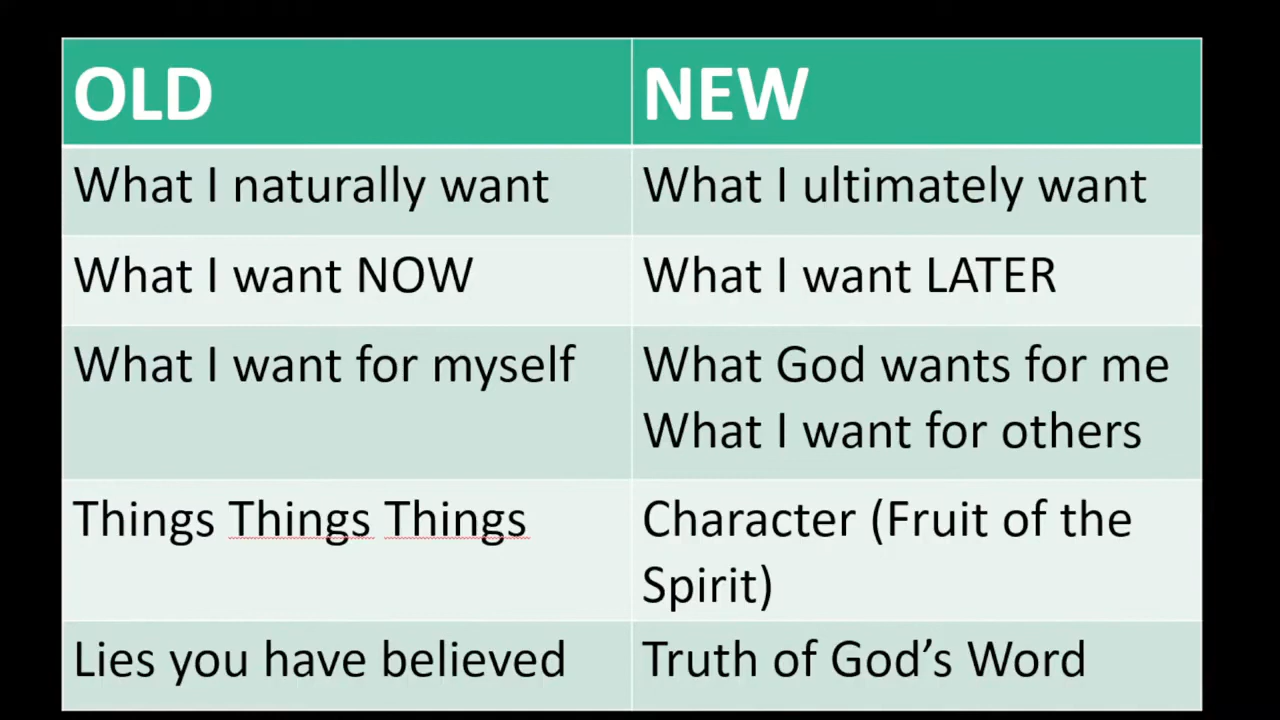 OLD
NEW
What I naturally want
What I ultimately want
What I want NOW
What I want LATER
What I want for myself
What God wants for me
What I want for others
Things Things Things
Character (Fruit of the
Spirit)
Lies you have believed
Truth of God’s Word